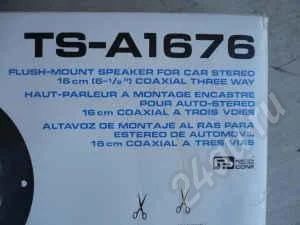 TS-A1676
FLUSH-MOUNT SPEAKER FOR CAR STEREO
16 cm (6-1/2") COAXIAL THREE WAY
HAUT-PARLEUR A MONTAGE ENCASTRE
POUR AUTO-STEREO
16 cm COAXIAL A TROIS VOIES
ALTAVOZ DE MONTAJE AL RAS PARA
ESTEREO DE AUTOMOVIL
16 cm COAXIAL A TRES VIAS